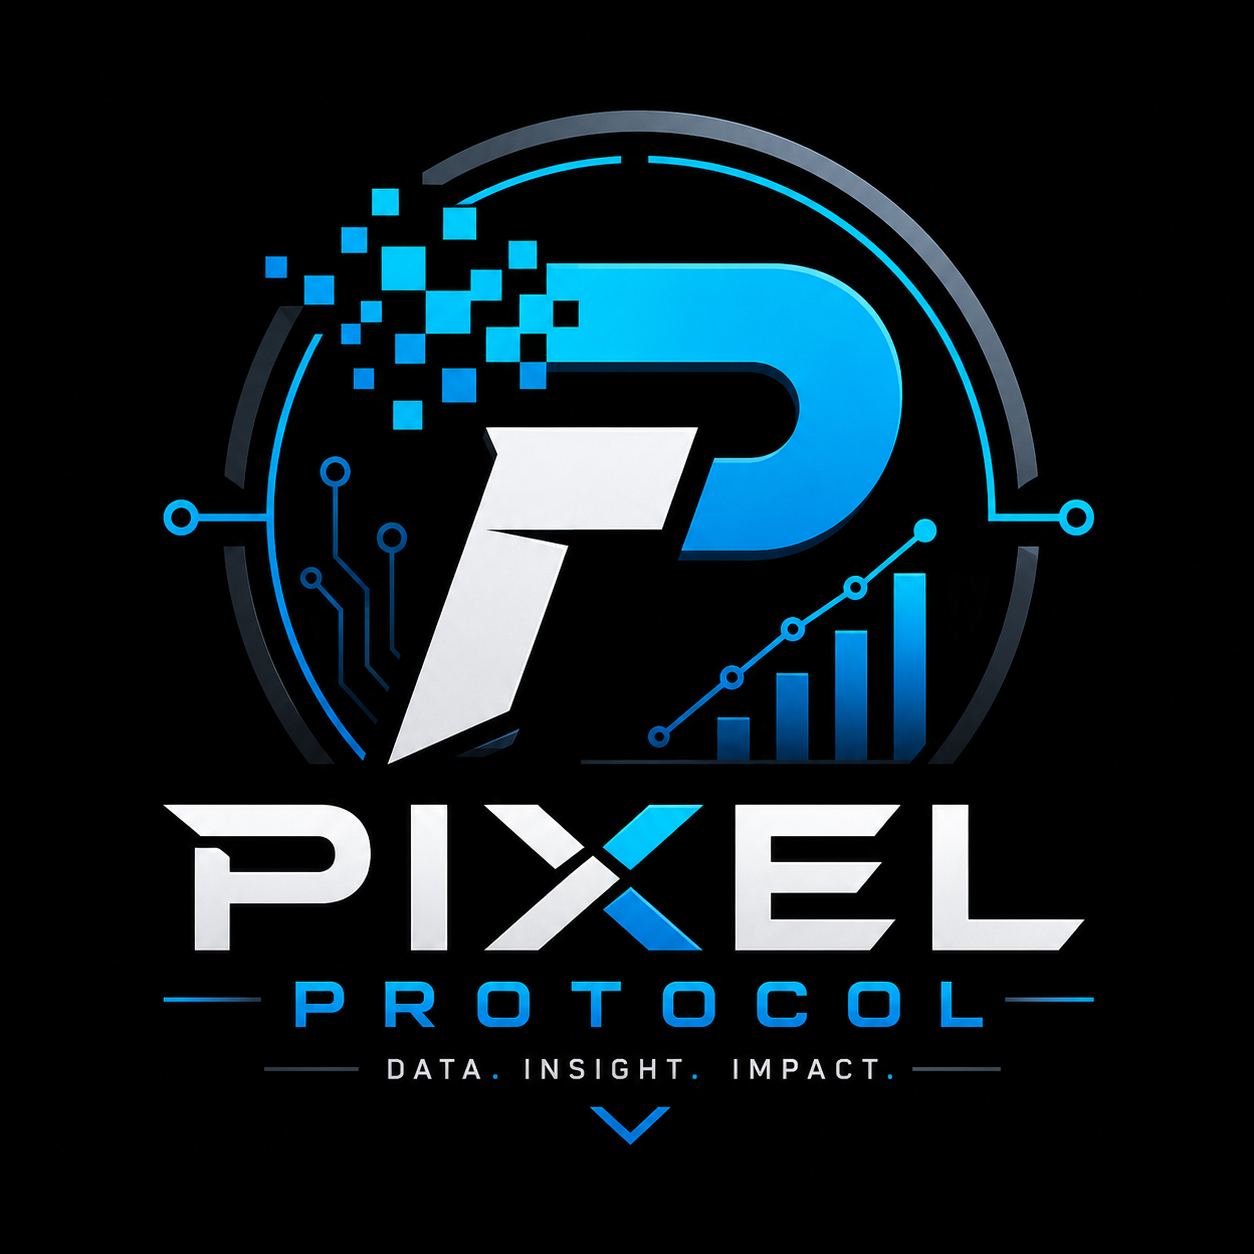 PIXEL
PROTOCOL
DATA. INSIGHT. IMPACT.